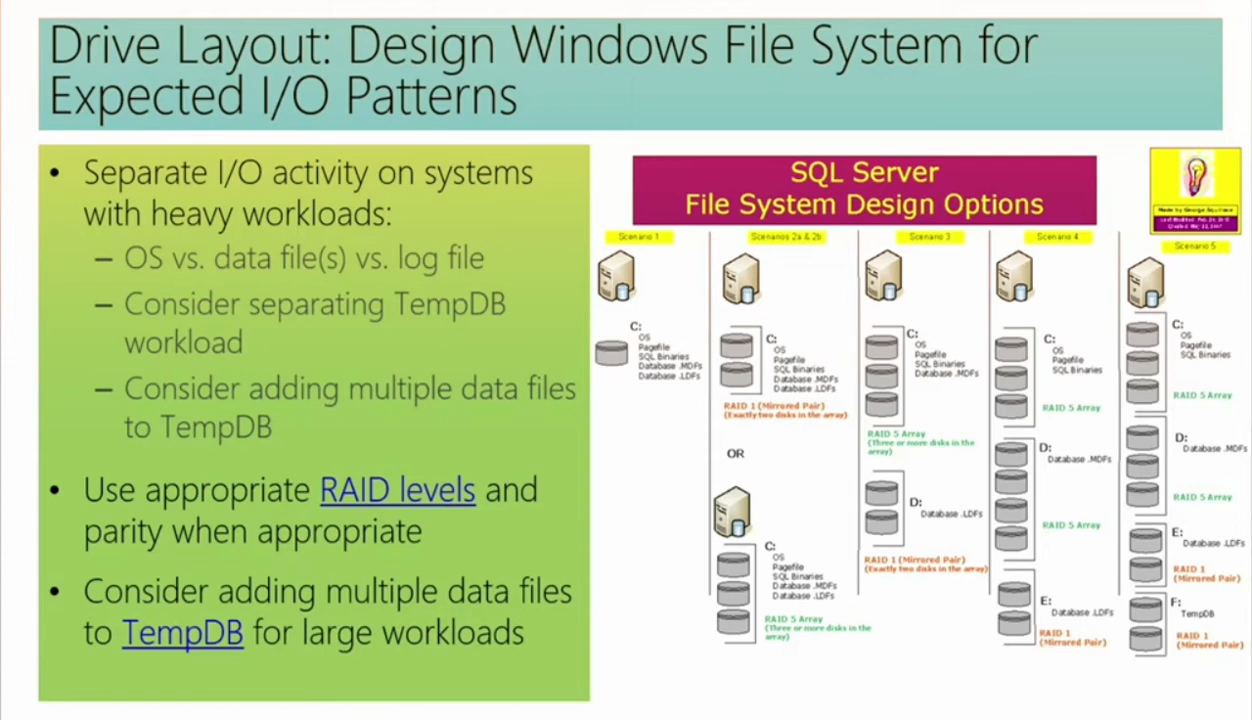 Drive Layout: Design Windows File System for
Expected I/O Patterns
• Separate I/O activity on systems
with heavy workloads:
– OS vs. data file(s) vs. log file
– Consider separating TempDB
workload
– Consider adding multiple data files
to TempDB
• Use appropriate RAID levels and
parity when appropriate
• Consider adding multiple data files
to TempDB for large workloads
SQL Server
File System Design Options
Made by George
Scenario 1
C:
OS
Pagefile
SQL Binaries
Database .MDFs
Database .LDFs
Scenarios 2a & 2b
C:
OS
Pagefile
SQL Binaries
Database .MDFs
Database .LDFs
RAID 1 (Mirrored Pair)
(Exactly two disks in the array)
OR
C:
OS
Pagefile
SQL Binaries
Database .MDFs
Database .LDFs
RAID 5 Array
(Three or more disks in the
array)
Scenario 3
C:
OS
Pagefile
SQL Binaries
Database .MDFs
RAID 5 Array
(Three or more disks in the
array)
D:
Database .LDFs
RAID 1 (Mirrored Pair)
(Exactly two disks in the array)
Scenario 4
C:
OS
Pagefile
SQL Binaries
RAID 5 Array
D:
Database .MDFs
RAID 5 Array
E:
Database .LDFs
RAID 1
(Mirrored Pair)
Scenario 5
C:
OS
Pagefile
SQL Binaries
RAID 5 Array
D:
Database .MDFs
RAID 5 Array
E:
Database .LDFs
RAID 1
(Mirrored Pair)
F:
TempDB
RAID 1
(Mirrored Pair)